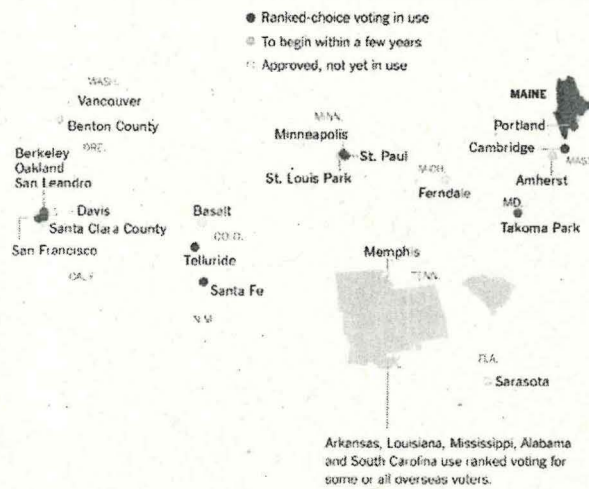 Ranked-choice voting in use
To begin within a few years
Approved, not yet in use
WASH.
Vancouver
Benton County
ORE.
Berkeley
Oakland
San Leandro
Davis
Santa Clara County
San Francisco
CALIF.
Basalt
COLO.
Telluride
Santa Fe
N.M.
MINN.
Minneapolis
St. Paul
St. Louis Park
MICH.
Ferndale
MAINE
Portland
Cambridge
MASS.
Amherst
MD.
Takoma Park
Memphis
TENN.
FLA.
Sarasota
Arkansas, Louisiana, Mississippi, Alabama
and South Carolina use ranked voting for
some or all overseas voters.